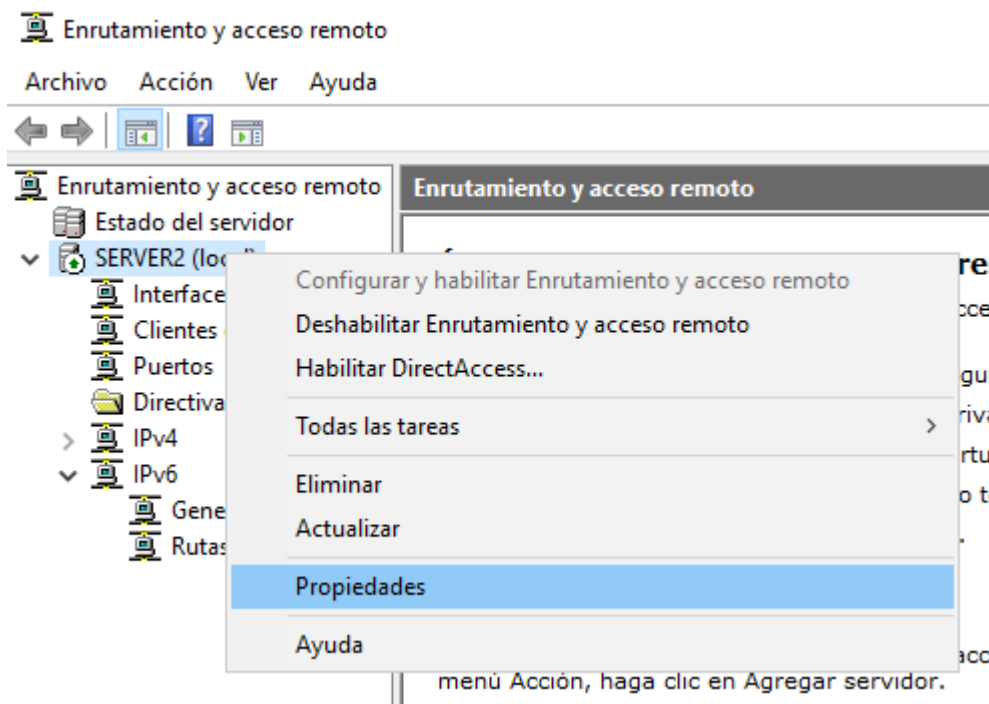 Enrutamiento y acceso remoto
Archivo Acción Ver Ayuda
Enrutamiento y acceso remoto
Estado del servidor
SERVER2
Interface
Clientes
Puertos
Directiva
IPv4
IPv6
Gene
Rutas
Enrutamiento y acceso remoto
Configurar y habilitar Enrutamiento y acceso remoto
Deshabilitar Enrutamiento y acceso remoto
Habilitar DirectAccess...
Todas las tareas
Eliminar
Actualizar
Propiedades
Ayuda
menú Acción, haga clic en Agregar servidor.